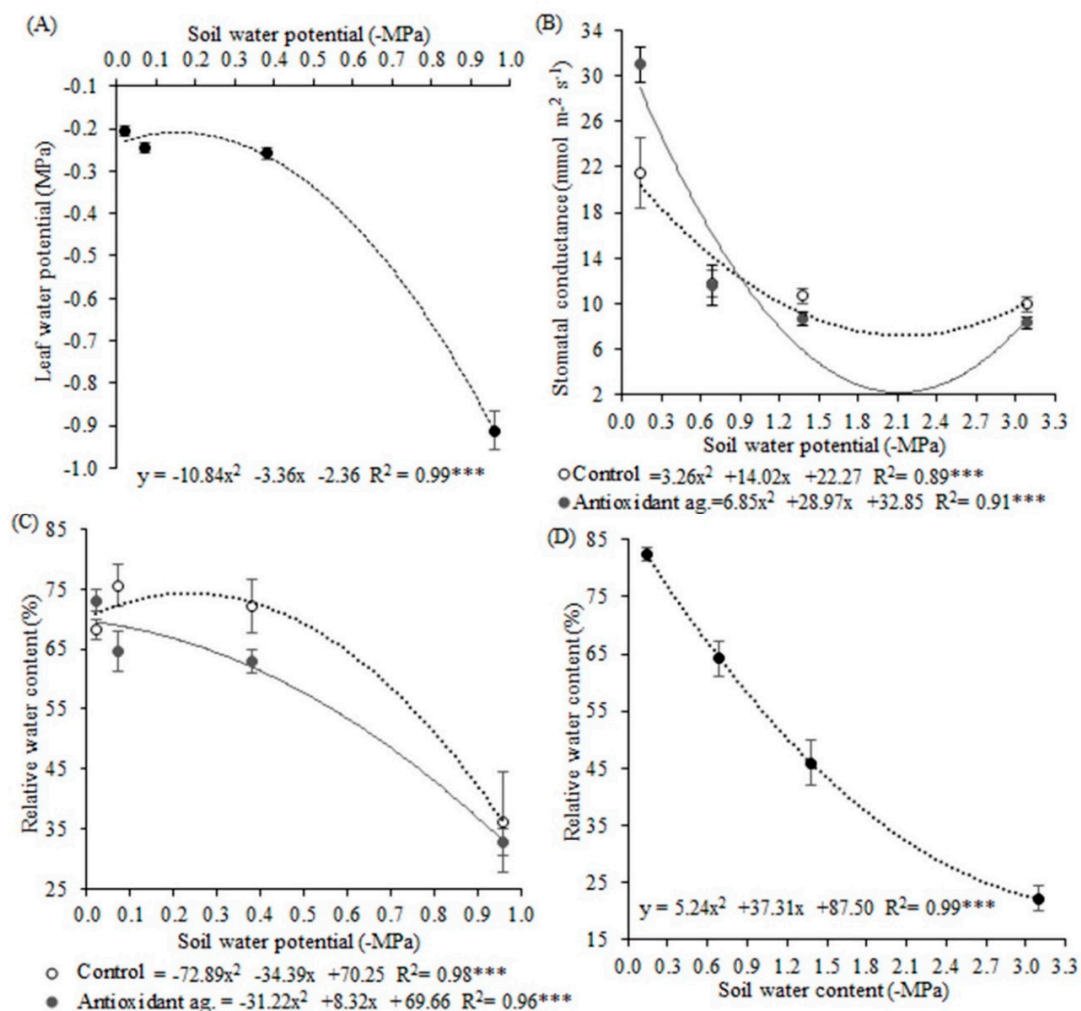 (A)
Soil water potential (-MPa)
0.0 0.1 0.2 0.3 0.4 0.5 0.6 0.7 0.8 0.9 1.0
-0.1
-0.2
-0.3
-0.4
-0.5
-0.6
-0.7
-0.8
-0.9
-1.0
Leaf water potential (MPa)
y = -10.84x² -3.36x -2.36 R² = 0.99***
(B)
34
30
26
22
18
14
10
6
2
Stomatal conductance (mmol m-² s⁻¹)
0.0 0.3 0.6 0.9 1.2 1.5 1.8 2.1 2.4 2.7 3.0 3.3
Soil water potential (-MPa)
Control =3.26x² +14.02x +22.27 R²= 0.89***
Antioxidant ag.=6.85x² +28.97x +32.85 R²= 0.91***
(C)
85
75
65
55
45
35
25
Relative water content (%)
0.0 0.1 0.2 0.3 0.4 0.5 0.6 0.7 0.8 0.9 1.0
Soil water potential (-MPa)
Control = -72.89x² -34.39x +70.25 R²= 0.98***
Antioxidant ag. = -31.22x² +8.32x +69.66 R²= 0.96***
(D)
85
75
65
55
45
35
25
15
Relative water content (%)
y = 5.24x² +37.31x +87.50 R²= 0.99***
0.0 0.3 0.6 0.9 1.2 1.5 1.8 2.1 2.4 2.7 3.0 3.3
Soil water content (-MPa)